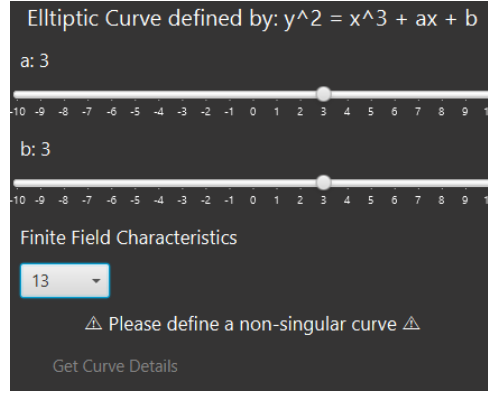 Elltiptic Curve defined by: y^2 = x^3 + ax + b
a: 3
-10 -9 -8 -7 -6 -5 -4 -3 -2 -1 0 1 2 3 4 5 6 7 8 9
b: 3
-10 -9 -8 -7 -6 -5 -4 -3 -2 -1 0 1 2 3 4 5 6 7 8 9
Finite Field Characteristics
13
⚠ Please define a non-singular curve ⚠
Get Curve Details